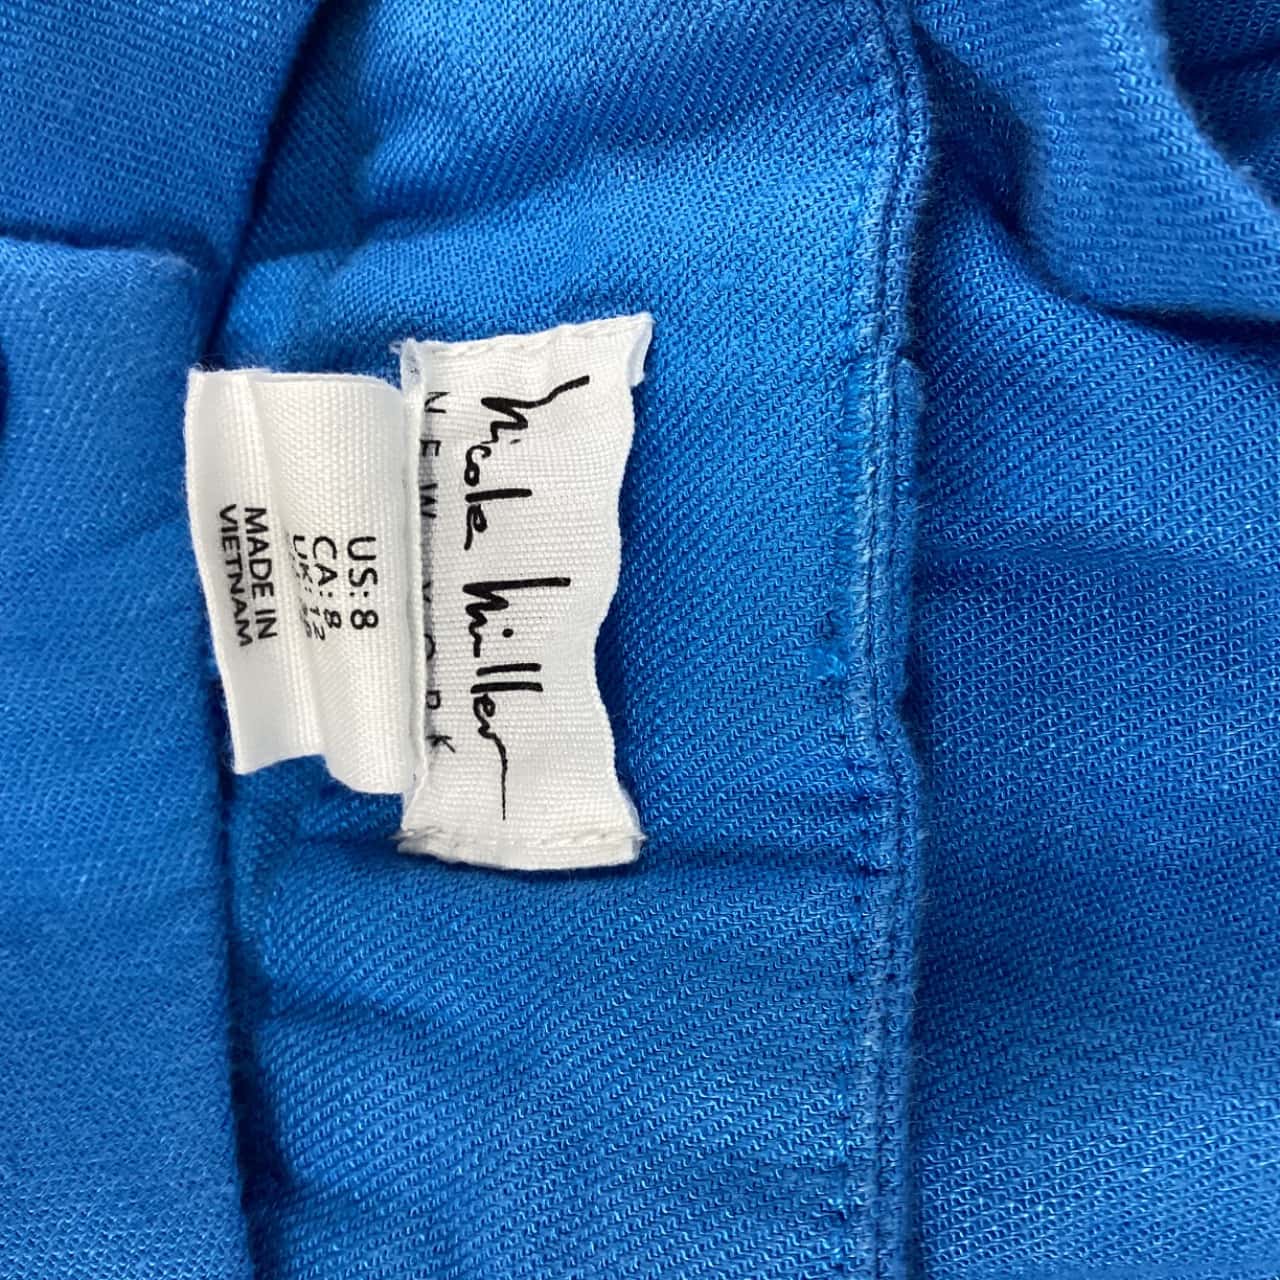 Nicole Miller
NEW YORK
US: 8
CA: 8
UK: 12
MADE IN
VIETNAM